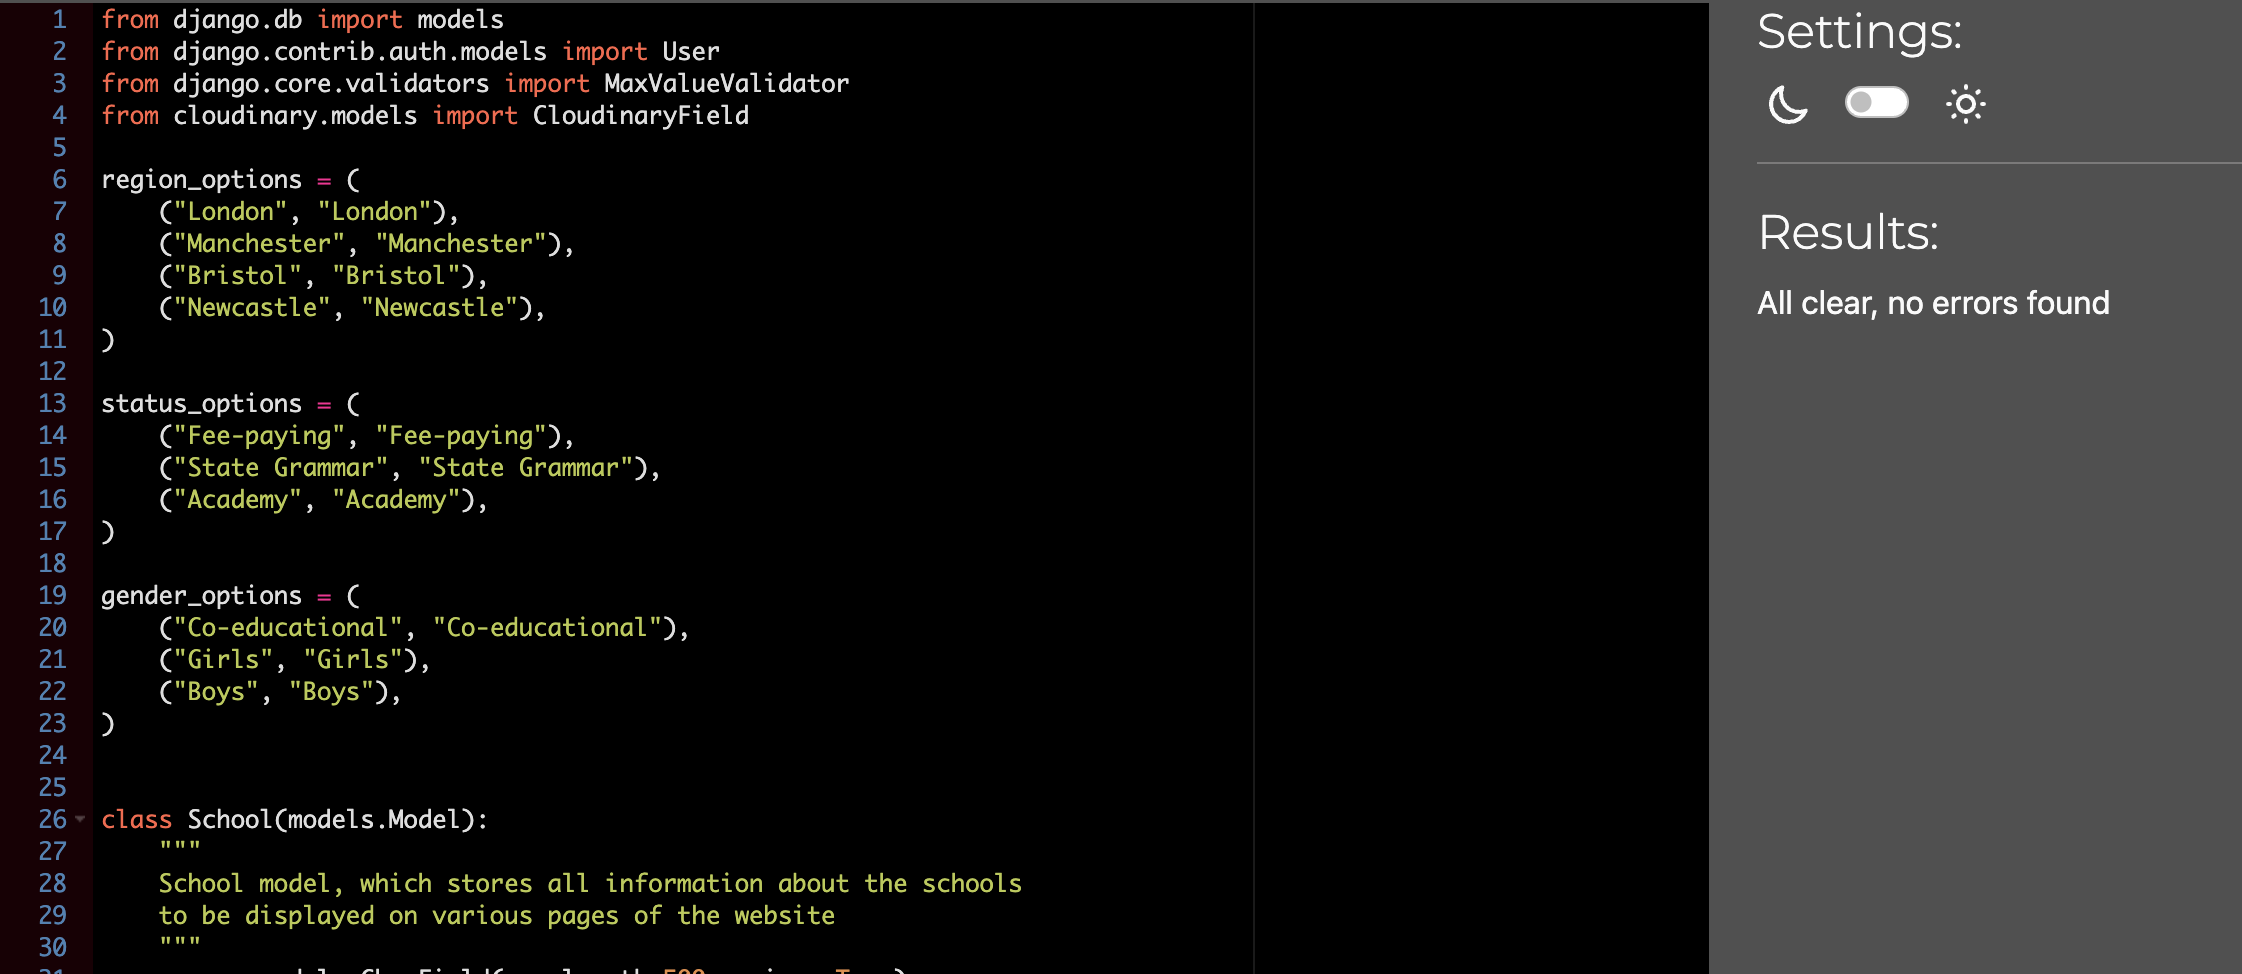 1 from django.db import models
2 from django.contrib.auth.models import User
3 from django.core.validators import MaxValueValidator
4 from cloudinary.models import CloudinaryField
5
6 region_options = (
7     ("London", "London"),
8     ("Manchester", "Manchester"),
9     ("Bristol", "Bristol"),
10     ("Newcastle", "Newcastle"),
11 )
12
13 status_options = (
14     ("Fee-paying", "Fee-paying"),
15     ("State Grammar", "State Grammar"),
16     ("Academy", "Academy"),
17 )
18
19 gender_options = (
20     ("Co-educational", "Co-educational"),
21     ("Girls", "Girls"),
22     ("Boys", "Boys"),
23 )
24
25
26 class School(models.Model):
27     """
28     School model, which stores all information about the schools
29     to be displayed on various pages of the website
30     """
Settings:
Results:
All clear, no errors found